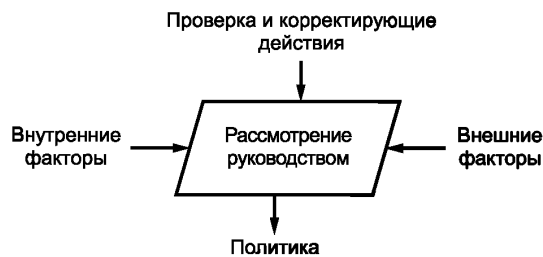 Проверка и корректирующие
действия
Внутренние
факторы
Рассмотрение
руководством
Внешние
факторы
Политика